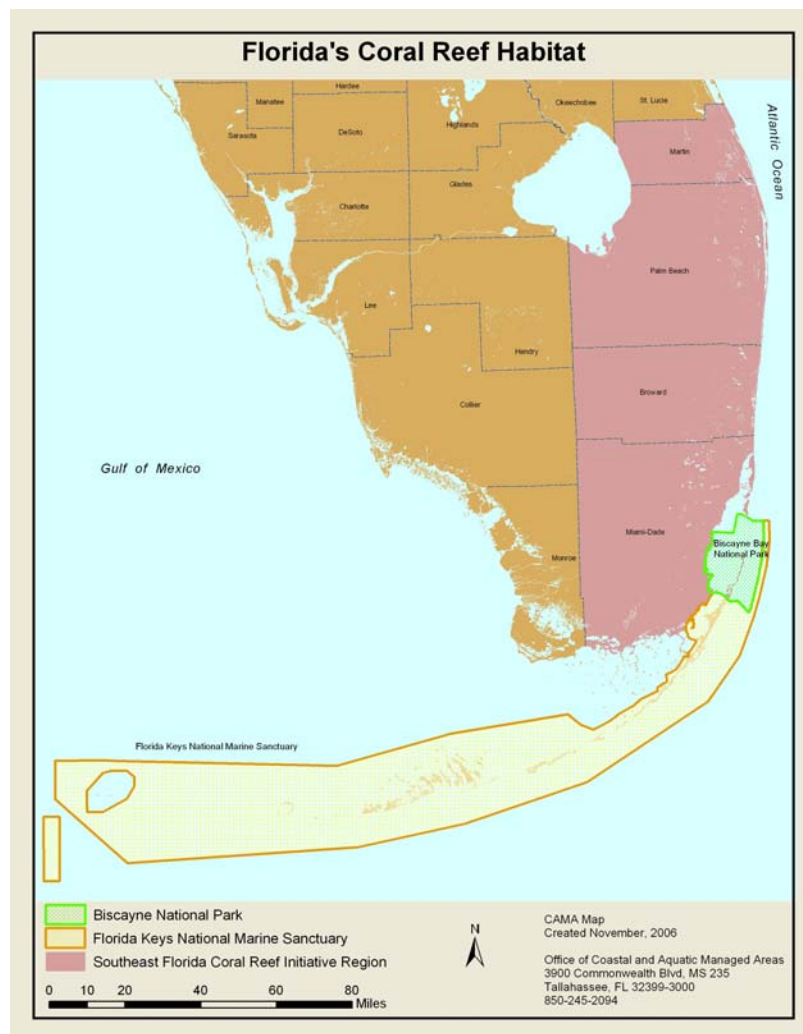 Florida's Coral Reef Habitat
Hardee
Manatee
Okeechobee
St. Lucie
Sarasota
DeSoto
Highlands
Atlantic Ocean
Martin
Charlotte
Glades
Palm Beach
Lee
Hendry
Collier
Broward
Gulf of Mexico
Miami-Dade
Biscayne Bay
National Park
Monroe
Florida Keys National Marine Sanctuary
Biscayne National Park
Florida Keys National Marine Sanctuary
Southeast Florida Coral Reef Initiative Region
0 10 20 40 60 80
Miles
N
CAMA Map
Created November, 2006
Office of Coastal and Aquatic Managed Areas
3900 Commonwealth Blvd, MS 235
Tallahassee, FL 32399-3000
850-245-2094